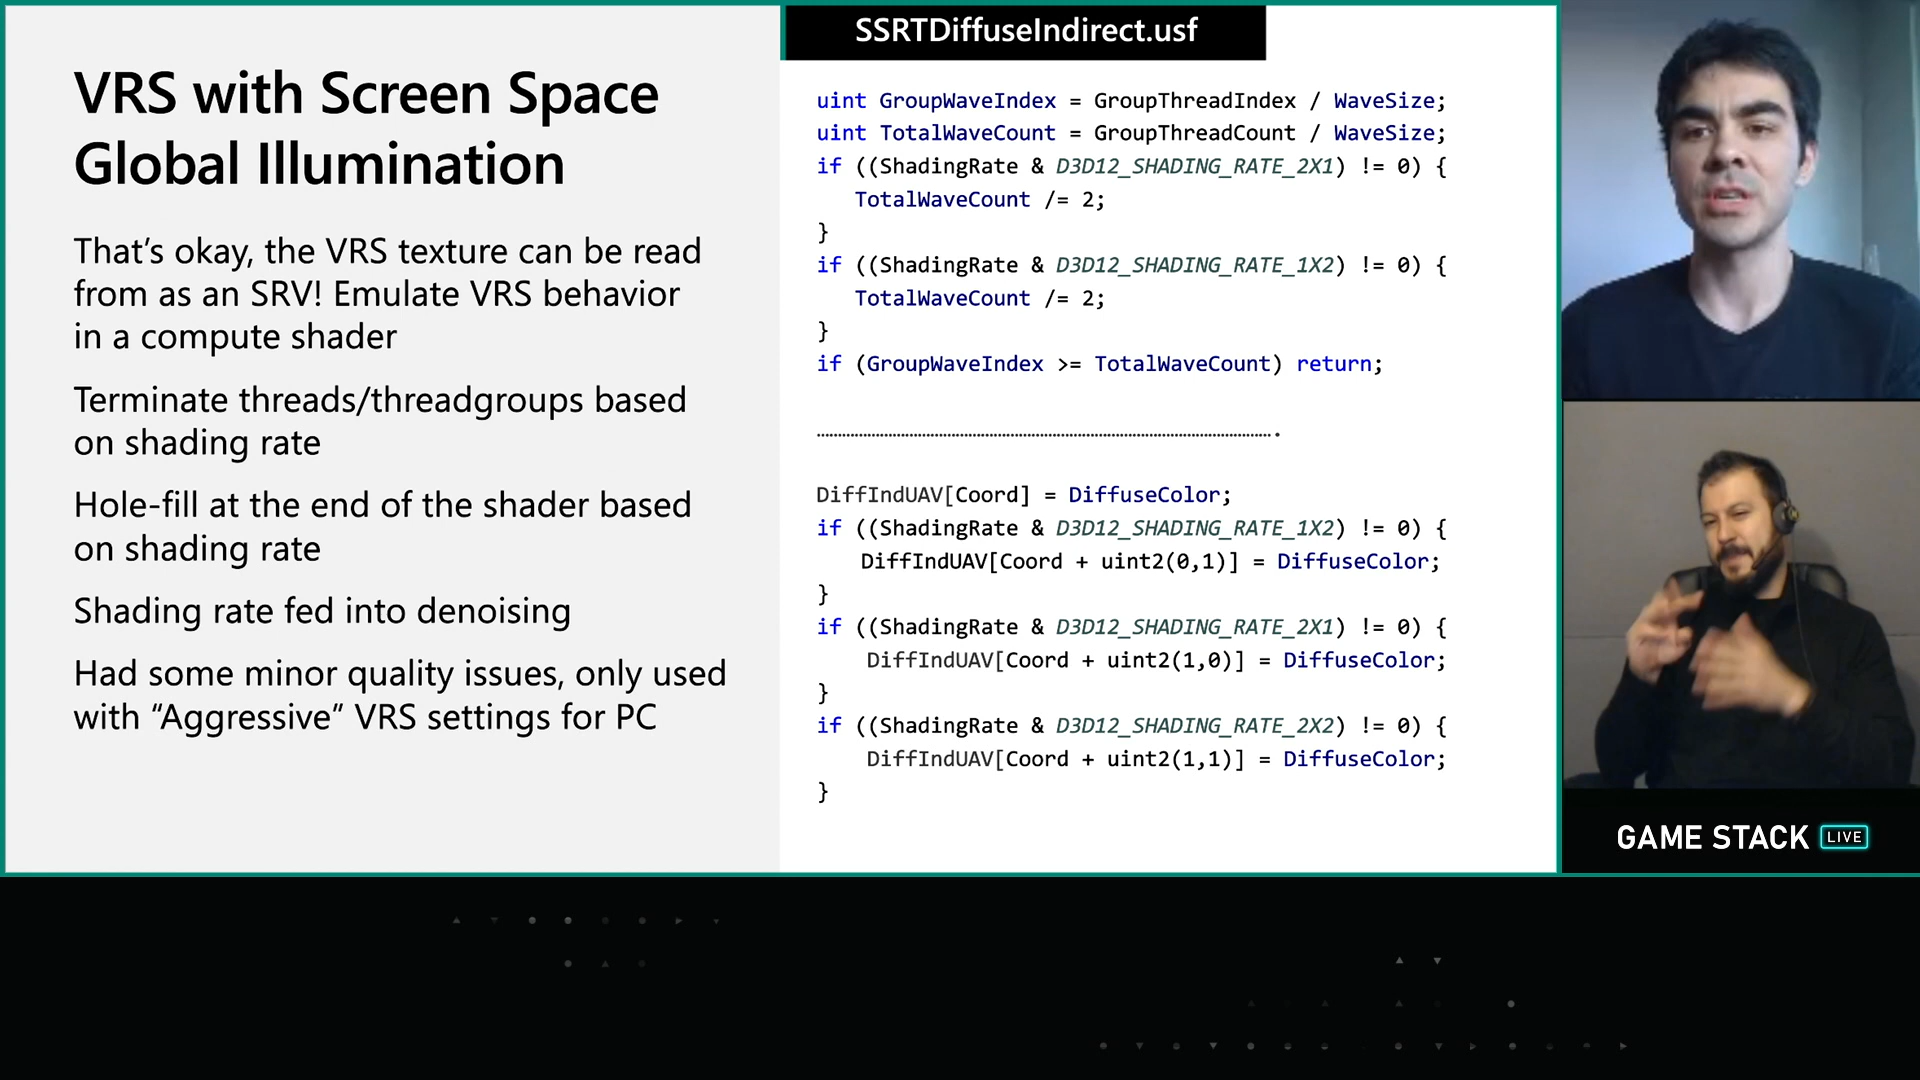 VRS with Screen Space
Global Illumination
That’s okay, the VRS texture can be read
from as an SRV! Emulate VRS behavior
in a compute shader
Terminate threads/threadgroups based
on shading rate
Hole-fill at the end of the shader based
on shading rate
Shading rate fed into denoising
Had some minor quality issues, only used
with “Aggressive” VRS settings for PC
SSRTDiffuseIndirect.usf
uint GroupWaveIndex = GroupThreadIndex / WaveSize;
uint TotalWaveCount = GroupThreadCount / WaveSize;
if ((ShadingRate & D3D12_SHADING_RATE_2X1) != 0) {
TotalWaveCount /= 2;
}
if ((ShadingRate & D3D12_SHADING_RATE_1X2) != 0) {
TotalWaveCount /= 2;
}
if (GroupWaveIndex >= TotalWaveCount) return;
……………………………………………………………………………………………….
DiffIndUAV[Coord] = DiffuseColor;
if ((ShadingRate & D3D12_SHADING_RATE_1X2) != 0) {
DiffIndUAV[Coord + uint2(0,1)] = DiffuseColor;
}
if ((ShadingRate & D3D12_SHADING_RATE_2X1) != 0) {
DiffIndUAV[Coord + uint2(1,0)] = DiffuseColor;
}
if ((ShadingRate & D3D12_SHADING_RATE_2X2) != 0) {
DiffIndUAV[Coord + uint2(1,1)] = DiffuseColor;
}
GAME STACK LIVE